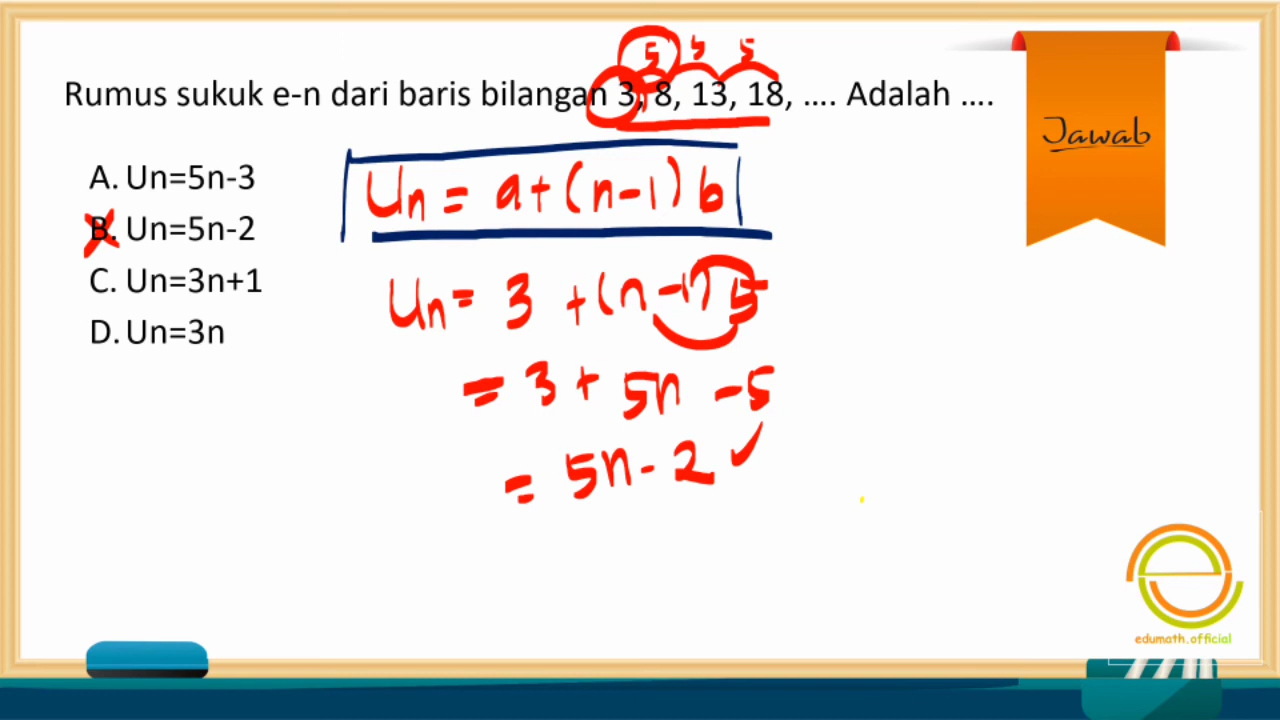 5 5 5
Rumus sukuk e-n dari baris bilangan 3, 8, 13, 18, .... Adalah ....
Jawab
A. Un=5n-3
B. Un=5n-2
C. Un=3n+1
D. Un=3n
Un = a+(n-1) b
Un = 3 +(n-1) 5
= 3 + 5n -5
= 5n - 2 ✓
edumath.official